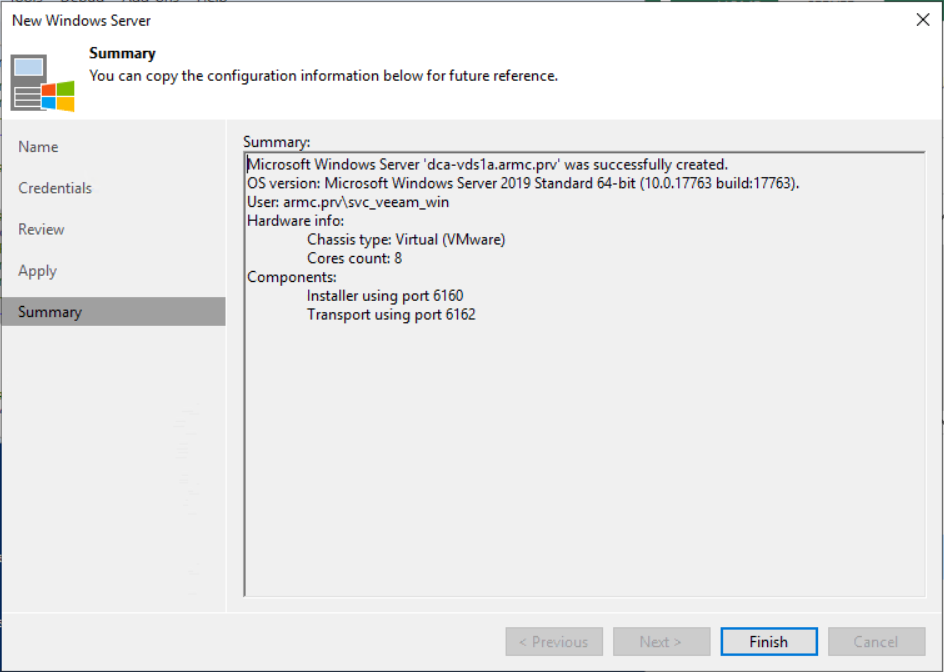 New Windows Server
Summary
You can copy the configuration information below for future reference.
Name
Credentials
Review
Apply
Summary
Summary:
Microsoft Windows Server 'dca-vds1a.armc.prv' was successfully created.
OS version: Microsoft Windows Server 2019 Standard 64-bit (10.0.17763 build:17763).
User: armc.prv\svc_veeam_win
Hardware info:
Chassis type: Virtual (VMware)
Cores count: 8
Components:
Installer using port 6160
Transport using port 6162
< Previous
Next >
Finish
Cancel